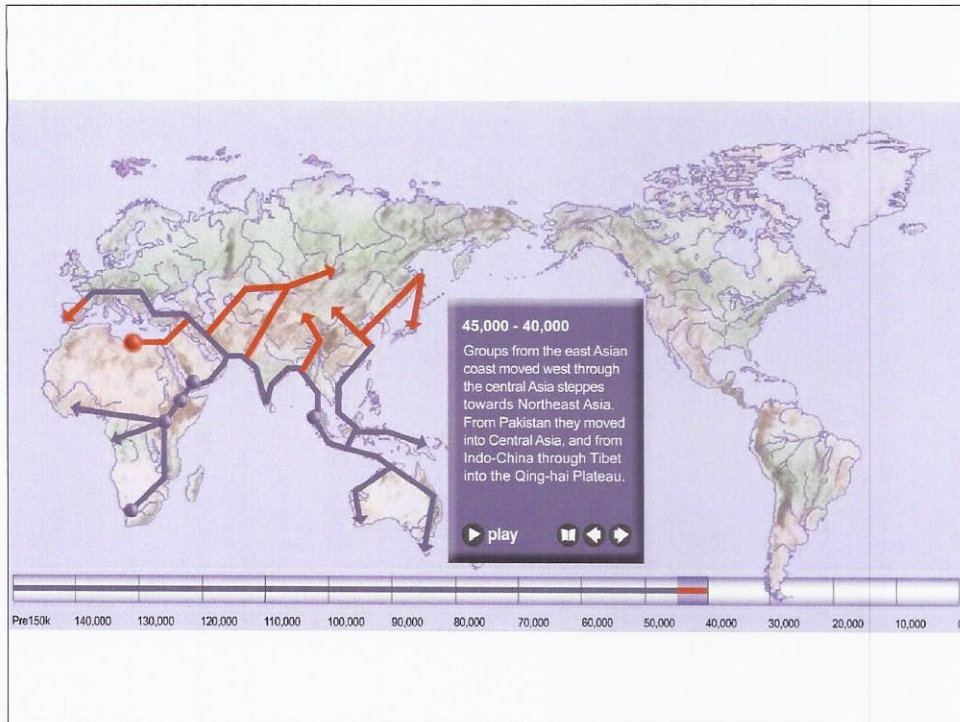 45,000 - 40,000
Groups from the east Asian
coast moved west through
the central Asia steppes
towards Northeast Asia.
From Pakistan they moved
into Central Asia, and from
Indo-China through Tibet
into the Qing-hai Plateau.
play
Pre150k 140,000 130,000 120,000 110,000 100,000 90,000 80,000 70,000 60,000 50,000 40,000 30,000 20,000 10,000 0